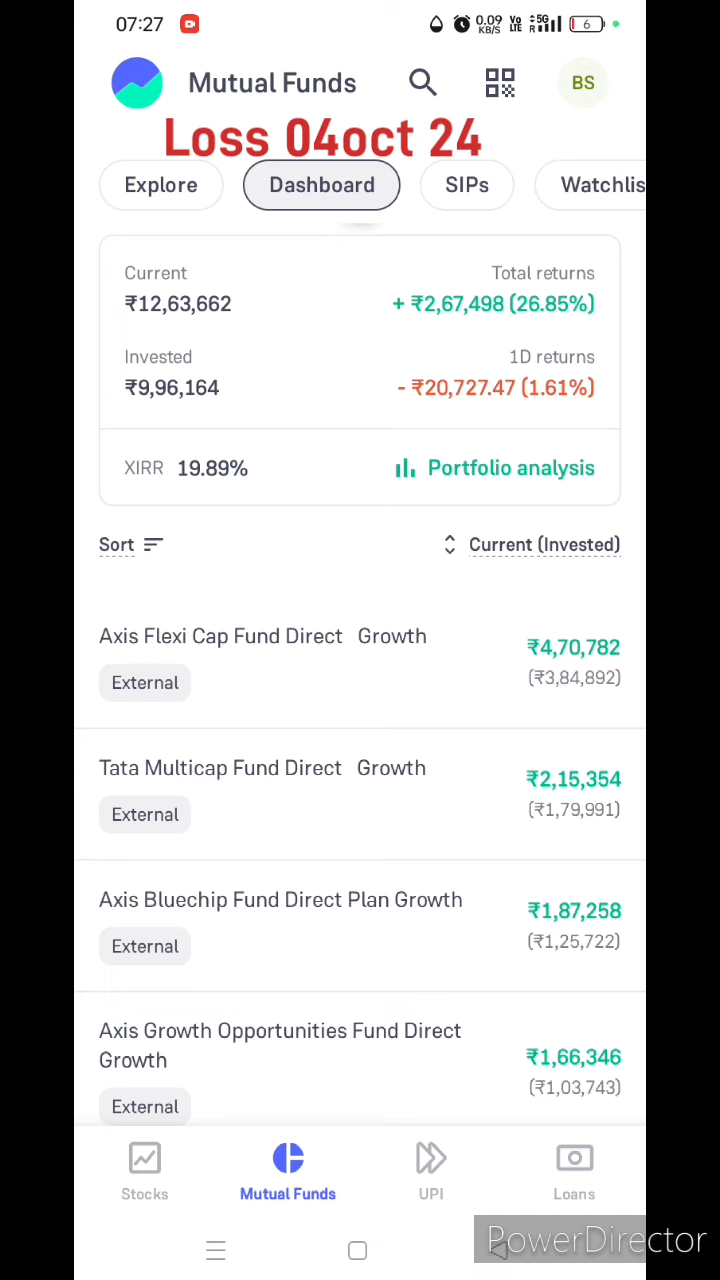 07:27 0.09 KB/S Vo LTE 5G R 6
Mutual Funds BS
Loss 04oct 24
Explore Dashboard SIPs Watchlis
Current Total returns
₹12,63,662 + ₹2,67,498 (26.85%)
Invested 1D returns
₹9,96,164 - ₹20,727.47 (1.61%)
XIRR 19.89% Portfolio analysis
Sort Current (Invested)
Axis Flexi Cap Fund Direct Growth
₹4,70,782
External
(₹3,84,892)
Tata Multicap Fund Direct Growth
₹2,15,354
External
(₹1,79,991)
Axis Bluechip Fund Direct Plan Growth
₹1,87,258
External
(₹1,25,722)
Axis Growth Opportunities Fund Direct
Growth
₹1,66,346
External
(₹1,03,743)
Stocks Mutual Funds UPI Loans
PowerDirector